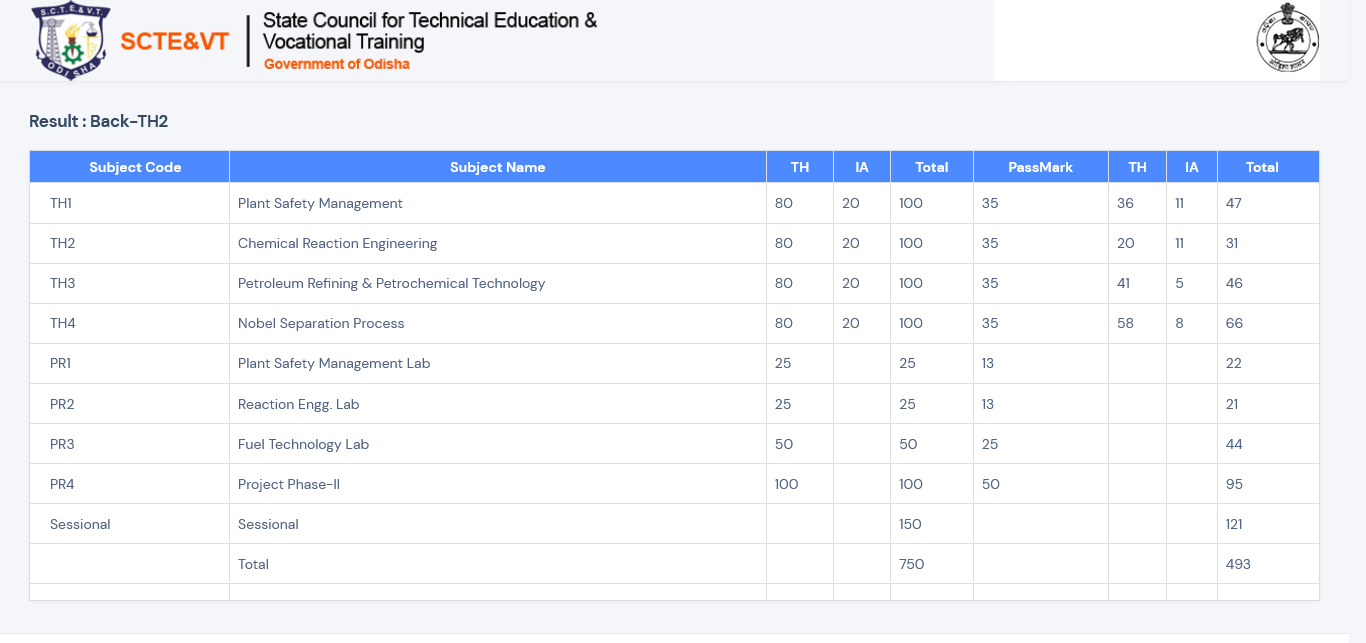 S.C.T.E.& V.T.
ODISHA
SCTE&VT
State Council for Technical Education &
Vocational Training
Government of Odisha
Result : Back-TH2
Subject Code Subject Name TH IA Total PassMark TH IA Total
TH1 Plant Safety Management 80 20 100 35 36 11 47
TH2 Chemical Reaction Engineering 80 20 100 35 20 11 31
TH3 Petroleum Refining & Petrochemical Technology 80 20 100 35 41 5 46
TH4 Nobel Separation Process 80 20 100 35 58 8 66
PR1 Plant Safety Management Lab 25 25 13 22
PR2 Reaction Engg. Lab 25 25 13 21
PR3 Fuel Technology Lab 50 50 25 44
PR4 Project Phase-II 100 100 50 95
Sessional Sessional 150 121
Total 750 493